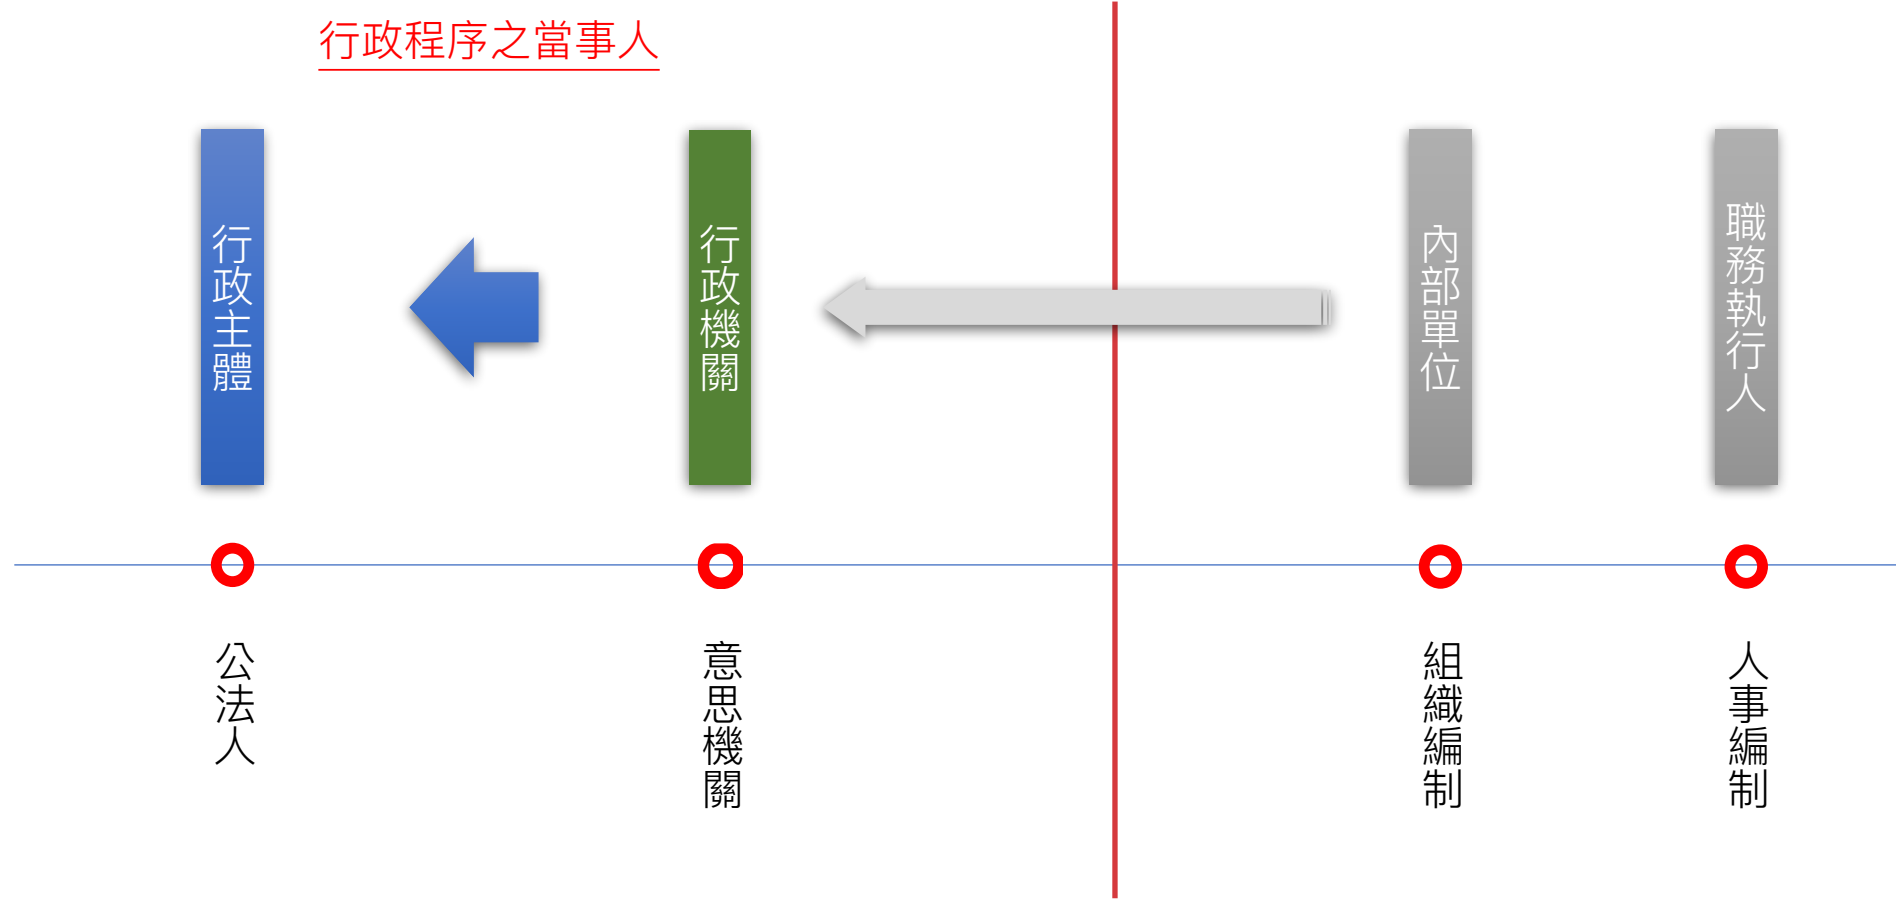 行政程序之當事人
行政主體
行政機關
內部單位
職務執行人
公法人
意思機關
組織編制
人事編制